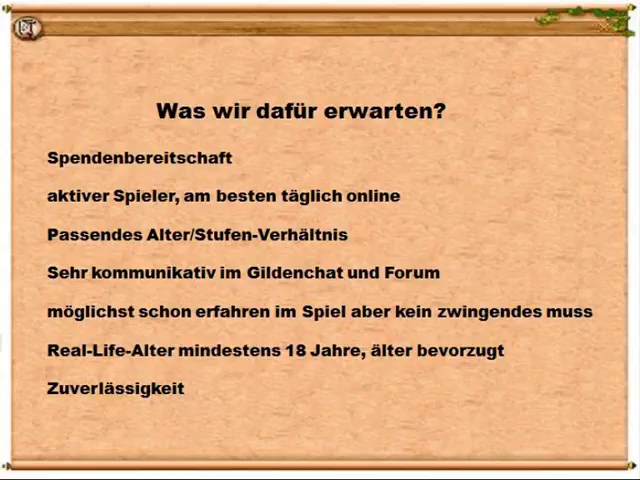 Was wir dafür erwarten?
Spendenbereitschaft
aktiver Spieler, am besten täglich online
Passendes Alter/Stufen-Verhältnis
Sehr kommunikativ im Gildenchat und Forum
möglichst schon erfahren im Spiel aber kein zwingendes muss
Real-Life-Alter mindestens 18 Jahre, älter bevorzugt
Zuverlässigkeit